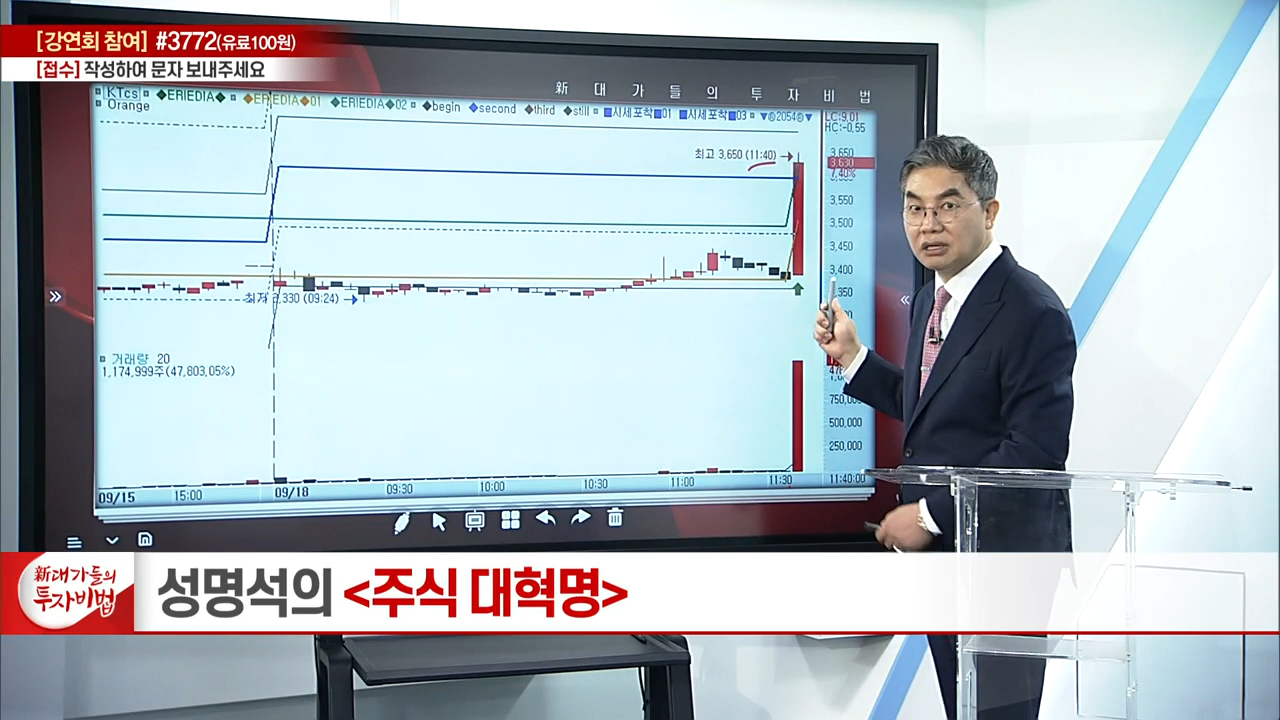 [강연회 참여] #3772(유료100원)
[접수] 작성하여 문자 보내주세요
新 대 가 들 의 투 자 비 법
KTcs ◆ERIEDIA◆ ◆ERIEDIA◆01 ◆ERIEDIA◆02 ◆begin ◆second ◆third ◆still ■시세포착■01 ■시세포착■03 ▼@2054@▼
Orange
LC:9,01
HC:-0,55
최고 3,650 (11:40)
3,650
3,630
7,40%
3,550
3,500
3,450
3,400
최저 3,330 (09:24)
거래량 20
1,174,999주(47,803,05%)
750,000
500,000
250,000
09/15 15:00 09/18 09:30 10:00 10:30 11:00 11:30 11:40:00
新대가들의
투자비법
성명석의 <주식 대혁명>